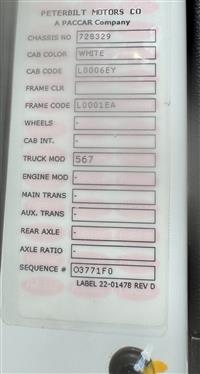 PETERBILT MOTORS CO
A PACCAR Company
CHASSIS NO 728329
CAB COLOR WHITE
CAB CODE L0006EY
FRAME CLR
FRAME CODE L0001EA
WHEELS -
CAB INT. -
TRUCK MOD 567
ENGINE MOD -
MAIN TRANS -
AUX. TRANS -
REAR AXLE -
AXLE RATIO -
SEQUENCE # O3771F0
LABEL 22-01478 REV D